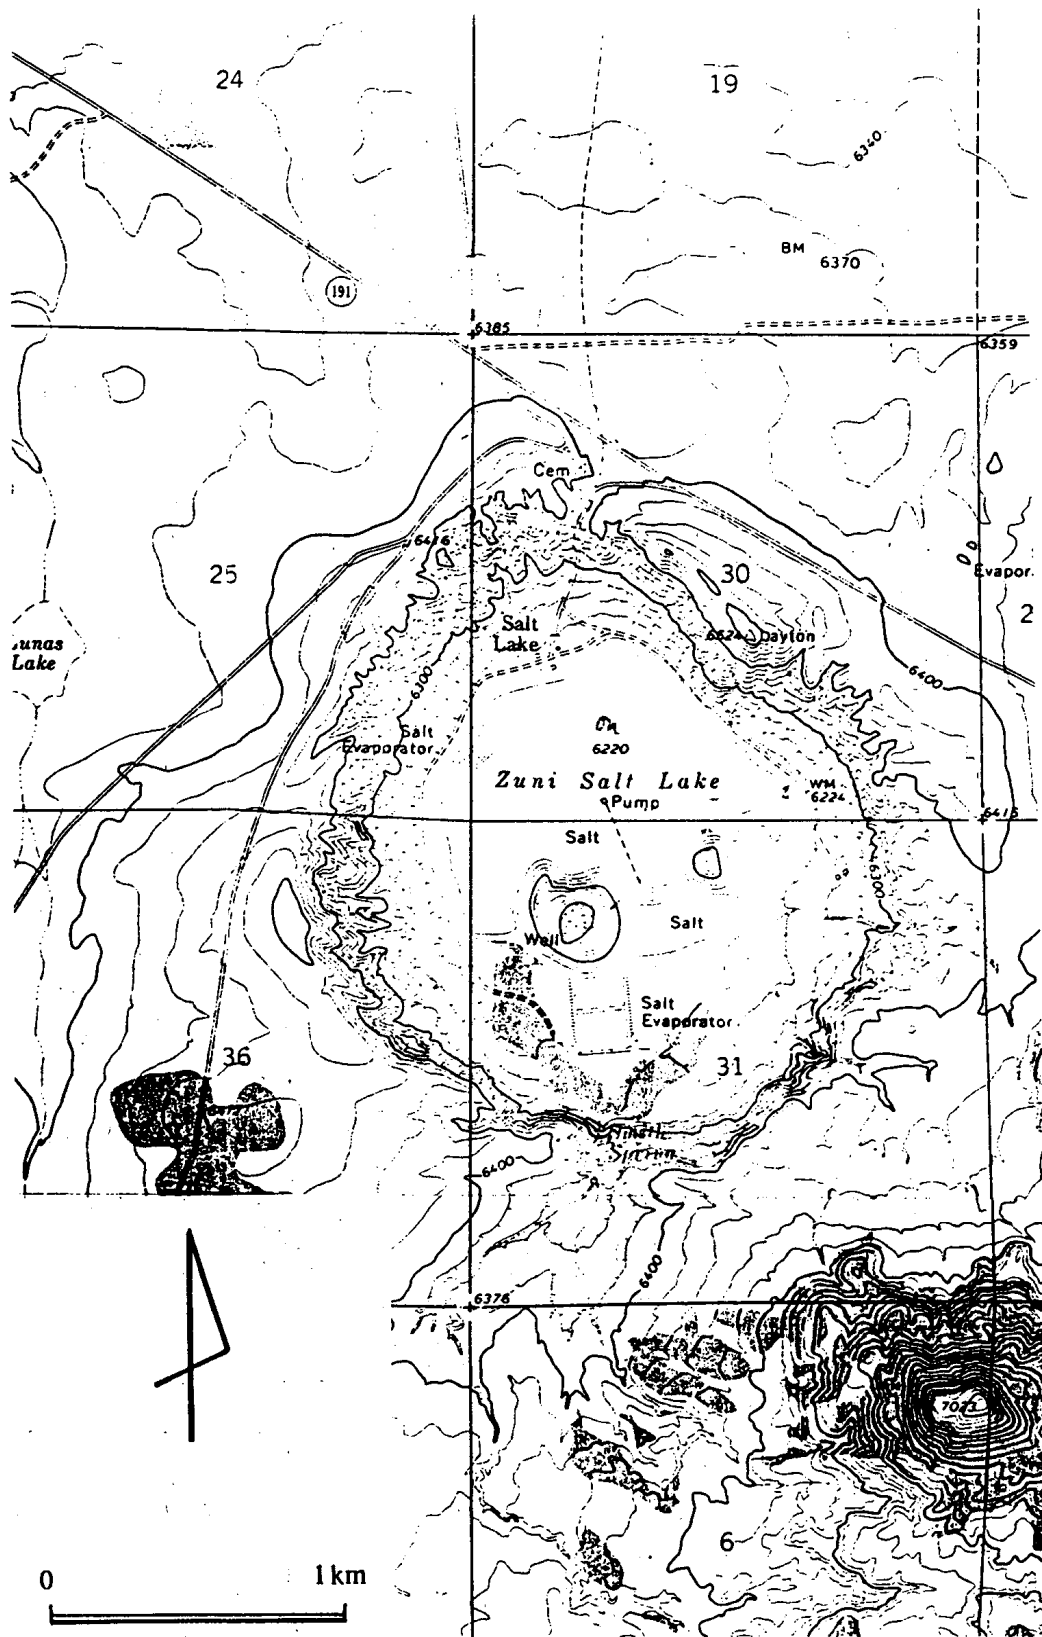 24
19
6340
BM
6370
191
6385
6359
Cem
6416
25
30
Evapor.
2
Salt
Lake
unas
Lake
6624 Dayton
6400
6300
Salt
Evaporator
6220
Zuni Salt Lake
WM
6224
Pump
6415
Salt
6300
Salt
Well
Salt
Evaporator
36
31
6400
6400
6376
7023
6
0
1 km